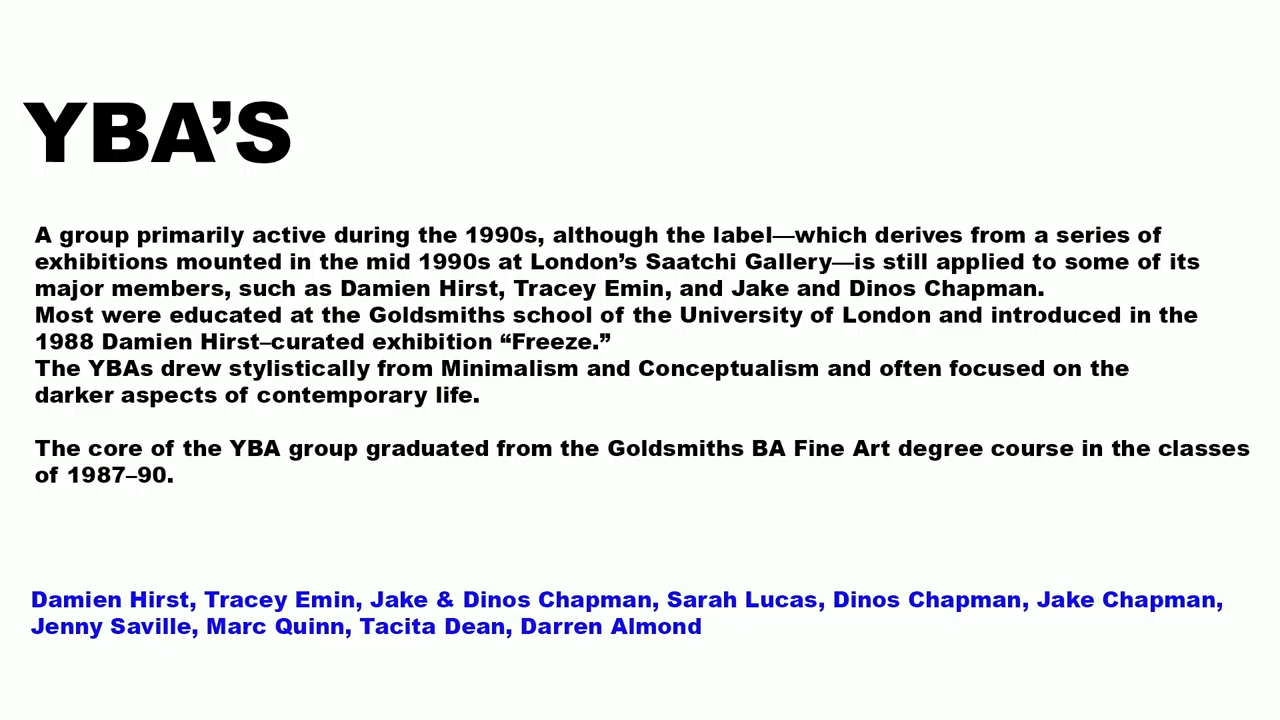 YBA’S
A group primarily active during the 1990s, although the label—which derives from a series of
exhibitions mounted in the mid 1990s at London’s Saatchi Gallery—is still applied to some of its
major members, such as Damien Hirst, Tracey Emin, and Jake and Dinos Chapman.
Most were educated at the Goldsmiths school of the University of London and introduced in the
1988 Damien Hirst–curated exhibition “Freeze.”
The YBAs drew stylistically from Minimalism and Conceptualism and often focused on the
darker aspects of contemporary life.
The core of the YBA group graduated from the Goldsmiths BA Fine Art degree course in the classes
of 1987–90.
Damien Hirst, Tracey Emin, Jake & Dinos Chapman, Sarah Lucas, Dinos Chapman, Jake Chapman,
Jenny Saville, Marc Quinn, Tacita Dean, Darren Almond